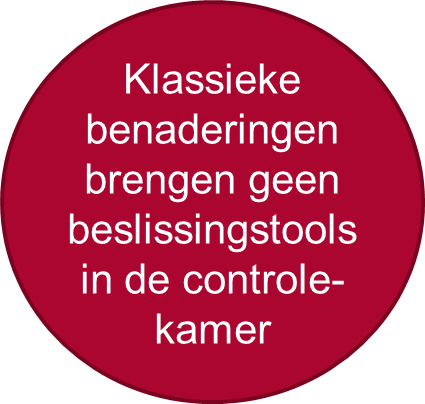 Klassieke
benaderingen
brengen geen
beslissingstools
in de controle-
kamer